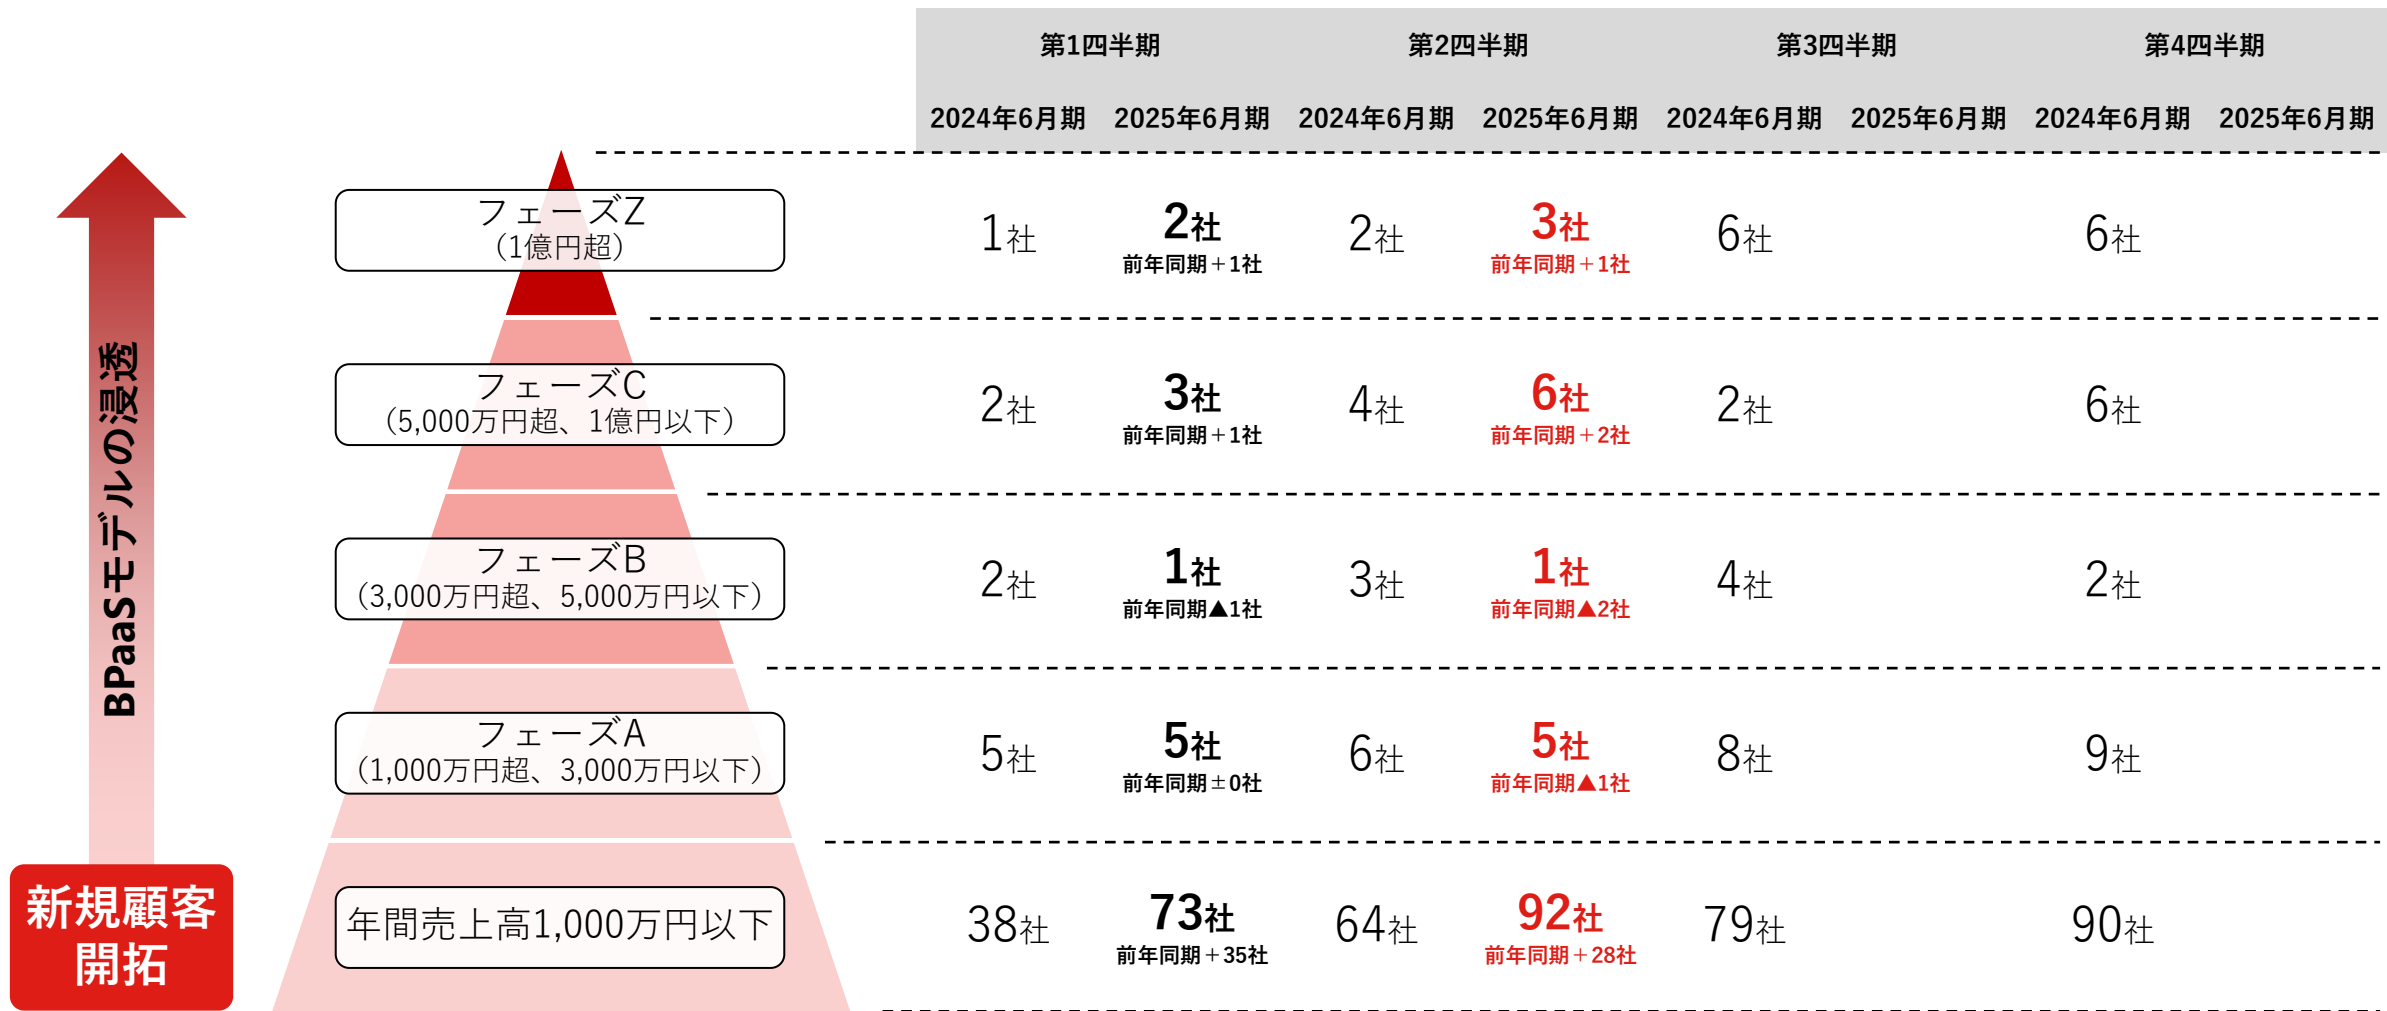 第1四半期 第2四半期 第3四半期 第4四半期
2024年6月期 2025年6月期 2024年6月期 2025年6月期 2024年6月期 2025年6月期 2024年6月期 2025年6月期
フェーズZ
（1億円超）
1社 2社 2社 3社 6社 6社
前年同期＋1社 前年同期＋1社
フェーズC
（5,000万円超、1億円以下）
2社 3社 4社 6社 2社 6社
前年同期＋1社 前年同期＋2社
フェーズB
（3,000万円超、5,000万円以下）
2社 1社 3社 1社 4社 2社
前年同期▲1社 前年同期▲2社
フェーズA
（1,000万円超、3,000万円以下）
5社 5社 6社 5社 8社 9社
前年同期±0社 前年同期▲1社
年間売上高1,000万円以下
38社 73社 64社 92社 79社 90社
前年同期＋35社 前年同期＋28社
BPaaSモデルの浸透
新規顧客
開拓